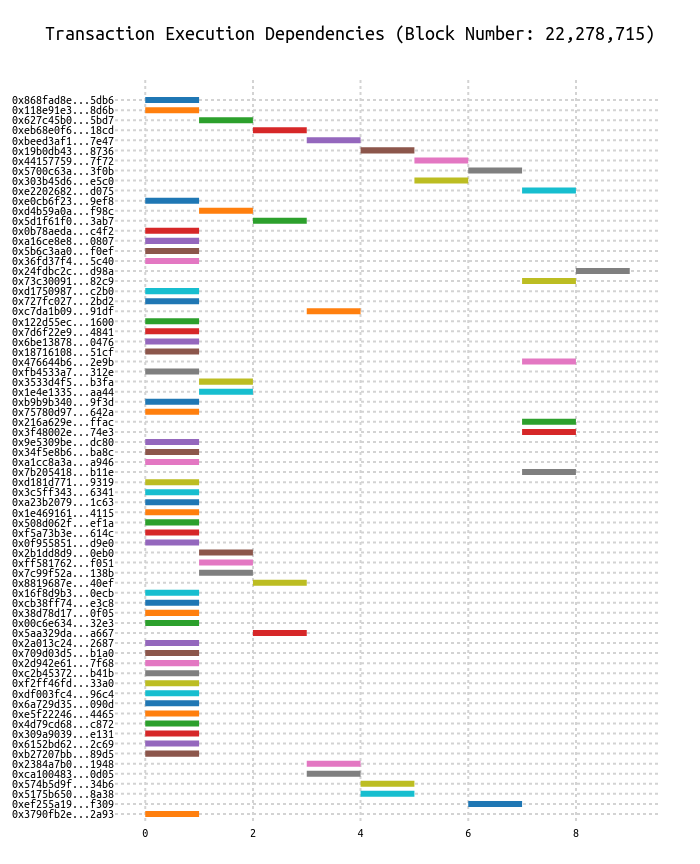 Transaction Execution Dependencies (Block Number: 22,278,715)
0x868fad8e...5db6
0x118e91e3...8d6b
0x627c45b0...5bd7
0xeb68e0f6...18cd
0xbeed3af1...7e47
0x19b0db43...8736
0x44157759...7f72
0x5700c63a...3f0b
0x303b45d6...e5c0
0xe2202682...d075
0xe0cb6f23...9ef8
0xd4b59a0a...f98c
0x5d1f61f0...3ab7
0x0b78aeda...c4f2
0xa16ce8e8...0807
0x5b6c3aa0...f0ef
0x36fd37f4...5c40
0x24fdbc2c...d98a
0x73c30091...82c9
0xd1750987...c2b0
0x727fc027...2bd2
0xc7da1b09...91df
0x122d55ec...1600
0x7d6f22e9...4841
0x6be13878...0476
0x18716108...51cf
0x476644b6...2e9b
0xfb4533a7...312e
0x3533d4f5...b3fa
0x1e4e1335...aa44
0xb9b9b340...9f3d
0x75780d97...642a
0x216a629e...ffac
0x3f48002e...74e3
0x9e5309be...dc80
0x34f5e8b6...ba8c
0xa1cc8a3a...a946
0x7b205418...b11e
0xd181d771...9319
0x3c5ff343...6341
0xa23b2079...1c63
0x1e469161...4115
0x508d062f...ef1a
0xf5a73b3e...614c
0x0f955851...d9e0
0x2b1dd8d9...0eb0
0xff581762...f051
0x7c99f52a...138b
0x8819687e...40ef
0x16f8d9b3...0ecb
0xcb38ff74...e3c8
0x38d78d17...0f05
0x00c6e634...32e3
0x5aa329da...a667
0x2a013c24...2687
0x709d03d5...b1a0
0x2d942e61...7f68
0xc2b45372...b41b
0xf2ff46fd...33a0
0xdf003fc4...96c4
0x6a729d35...090d
0xe5f22246...4465
0x4d79cd68...c872
0x309a9039...e131
0x6152bd62...2c69
0xb27207bb...89d5
0x2384a7b0...1948
0xca100483...0d05
0x574b5d9f...34b6
0x5175b650...8a38
0xef255a19...f309
0x3790fb2e...2a93
0 2 4 6 8